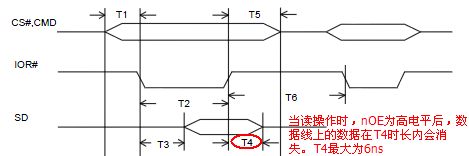 CS#,CMD
T1
T5
IOR#
T2
T6
SD
T3
T4
当读操作时，nOE为高电平后，数
据线上的数据在T4时长内会消
失。T4最大为6ns